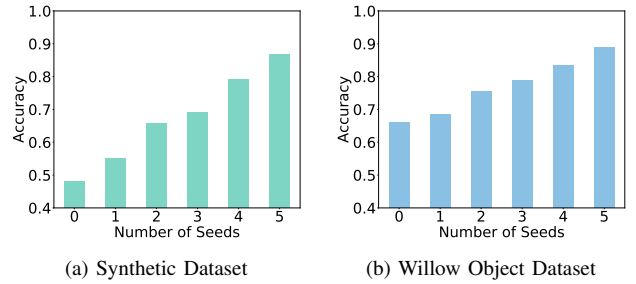 1.0
0.9
0.8
0.7
0.6
0.5
0.4
Accuracy
0 1 2 3 4 5
Number of Seeds
(a) Synthetic Dataset
1.0
0.9
0.8
0.7
0.6
0.5
0.4
Accuracy
0 1 2 3 4 5
Number of Seeds
(b) Willow Object Dataset